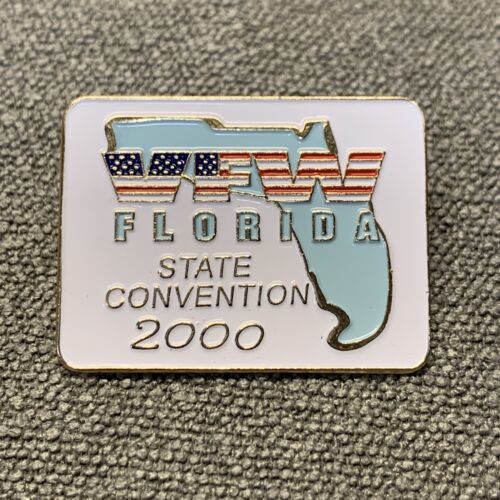 VFW
FLORIDA
STATE
CONVENTION
2000